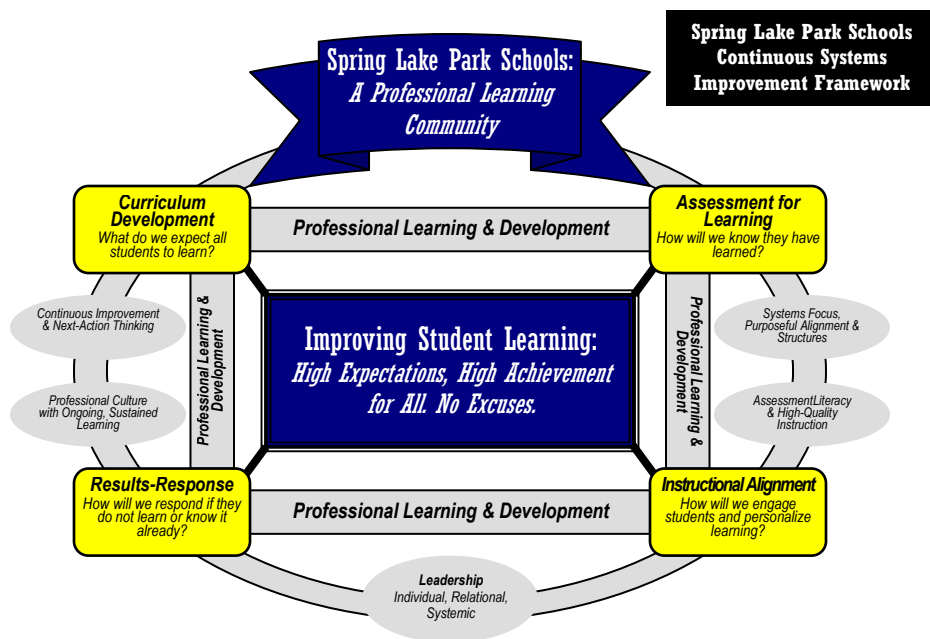 Spring Lake Park Schools
Continuous Systems
Improvement Framework
Spring Lake Park Schools:
A Professional Learning
Community
Curriculum
Development
What do we expect all
students to learn?
Professional Learning & Development
Assessment for
Learning
How will we know they have
learned?
Continuous Improvement
& Next-Action Thinking
Professional Culture
with Ongoing, Sustained
Learning
Professional Learning &
Development
Improving Student Learning:
High Expectations, High Achievement
for All. No Excuses.
Professional Learning &
Development
Systems Focus,
Purposeful Alignment &
Structures
AssessmentLiteracy
& High-Quality
Instruction
Results-Response
How will we respond if they
do not learn or know it
already?
Professional Learning & Development
Instructional Alignment
How will we engage
students and personalize
learning?
Leadership
Individual, Relational,
Systemic